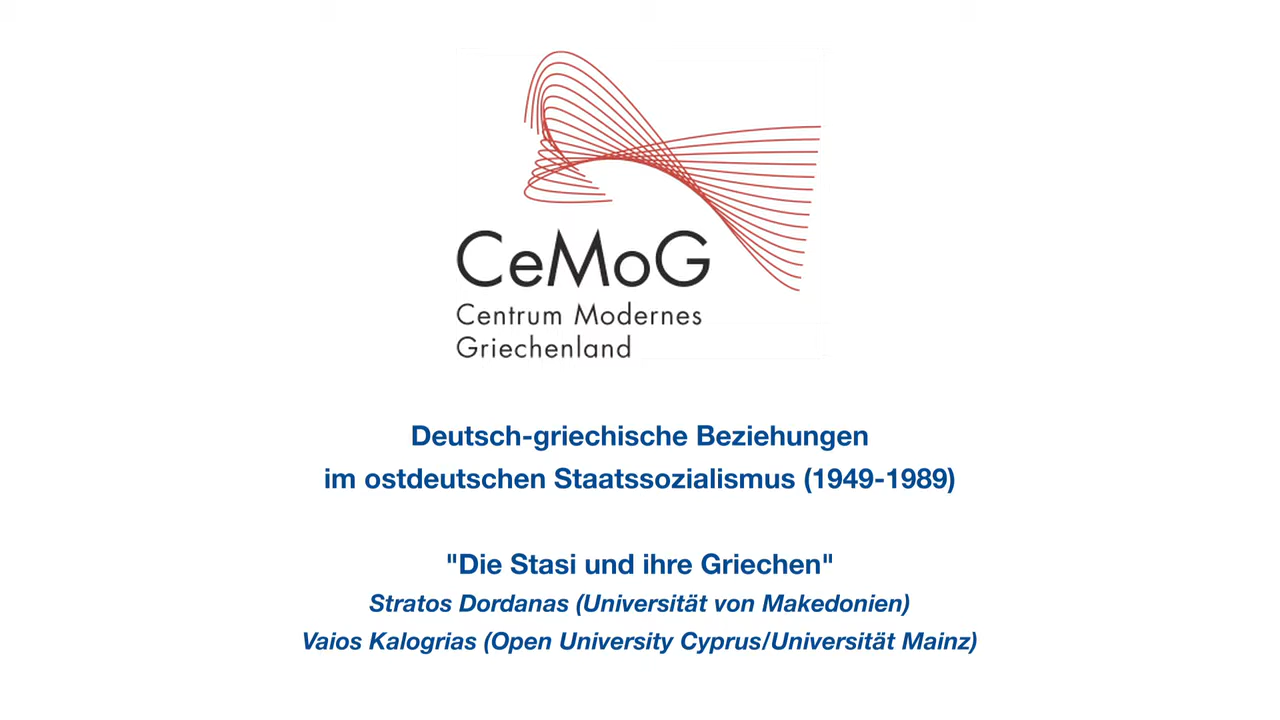 CeMoG
Centrum Modernes
Griechenland
Deutsch-griechische Beziehungen
im ostdeutschen Staatssozialismus (1949-1989)
"Die Stasi und ihre Griechen"
Stratos Dordanas (Universität von Makedonien)
Vaios Kalogrias (Open University Cyprus/Universität Mainz)